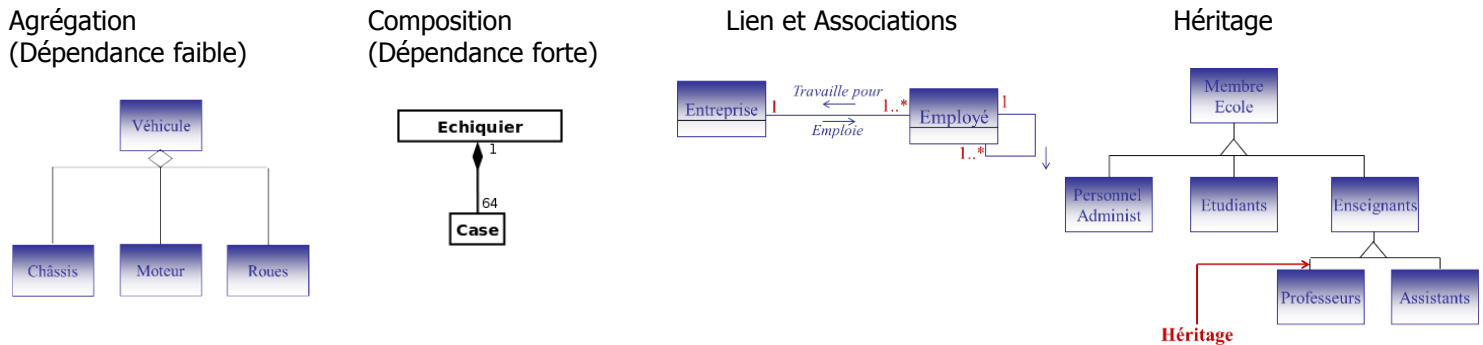 Agrégation
(Dépendance faible)
Véhicule
Châssis
Moteur
Roues
Composition
(Dépendance forte)
Echiquier
1
64
Case
Lien et Associations
Entreprise
1
Travaille pour
Emploie
1..*
Employé
1
1..*
Héritage
Membre
Ecole
Personnel
Administ
Etudiants
Enseignants
Professeurs
Assistants
Héritage